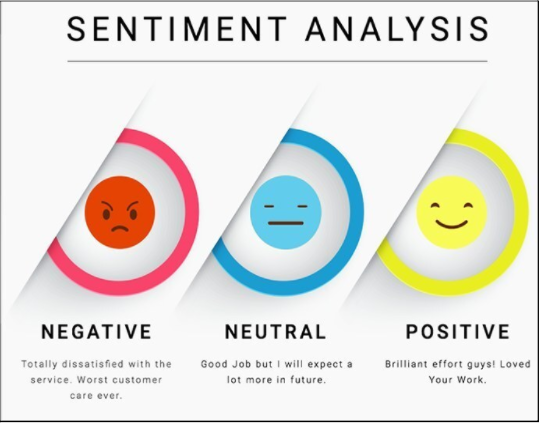 SENTIMENT ANALYSIS
NEGATIVE
Totally dissatisfied with the
service. Worst customer
care ever.
NEUTRAL
Good Job but I will expect a
lot more in future.
POSITIVE
Brilliant effort guys! Loved
Your Work.